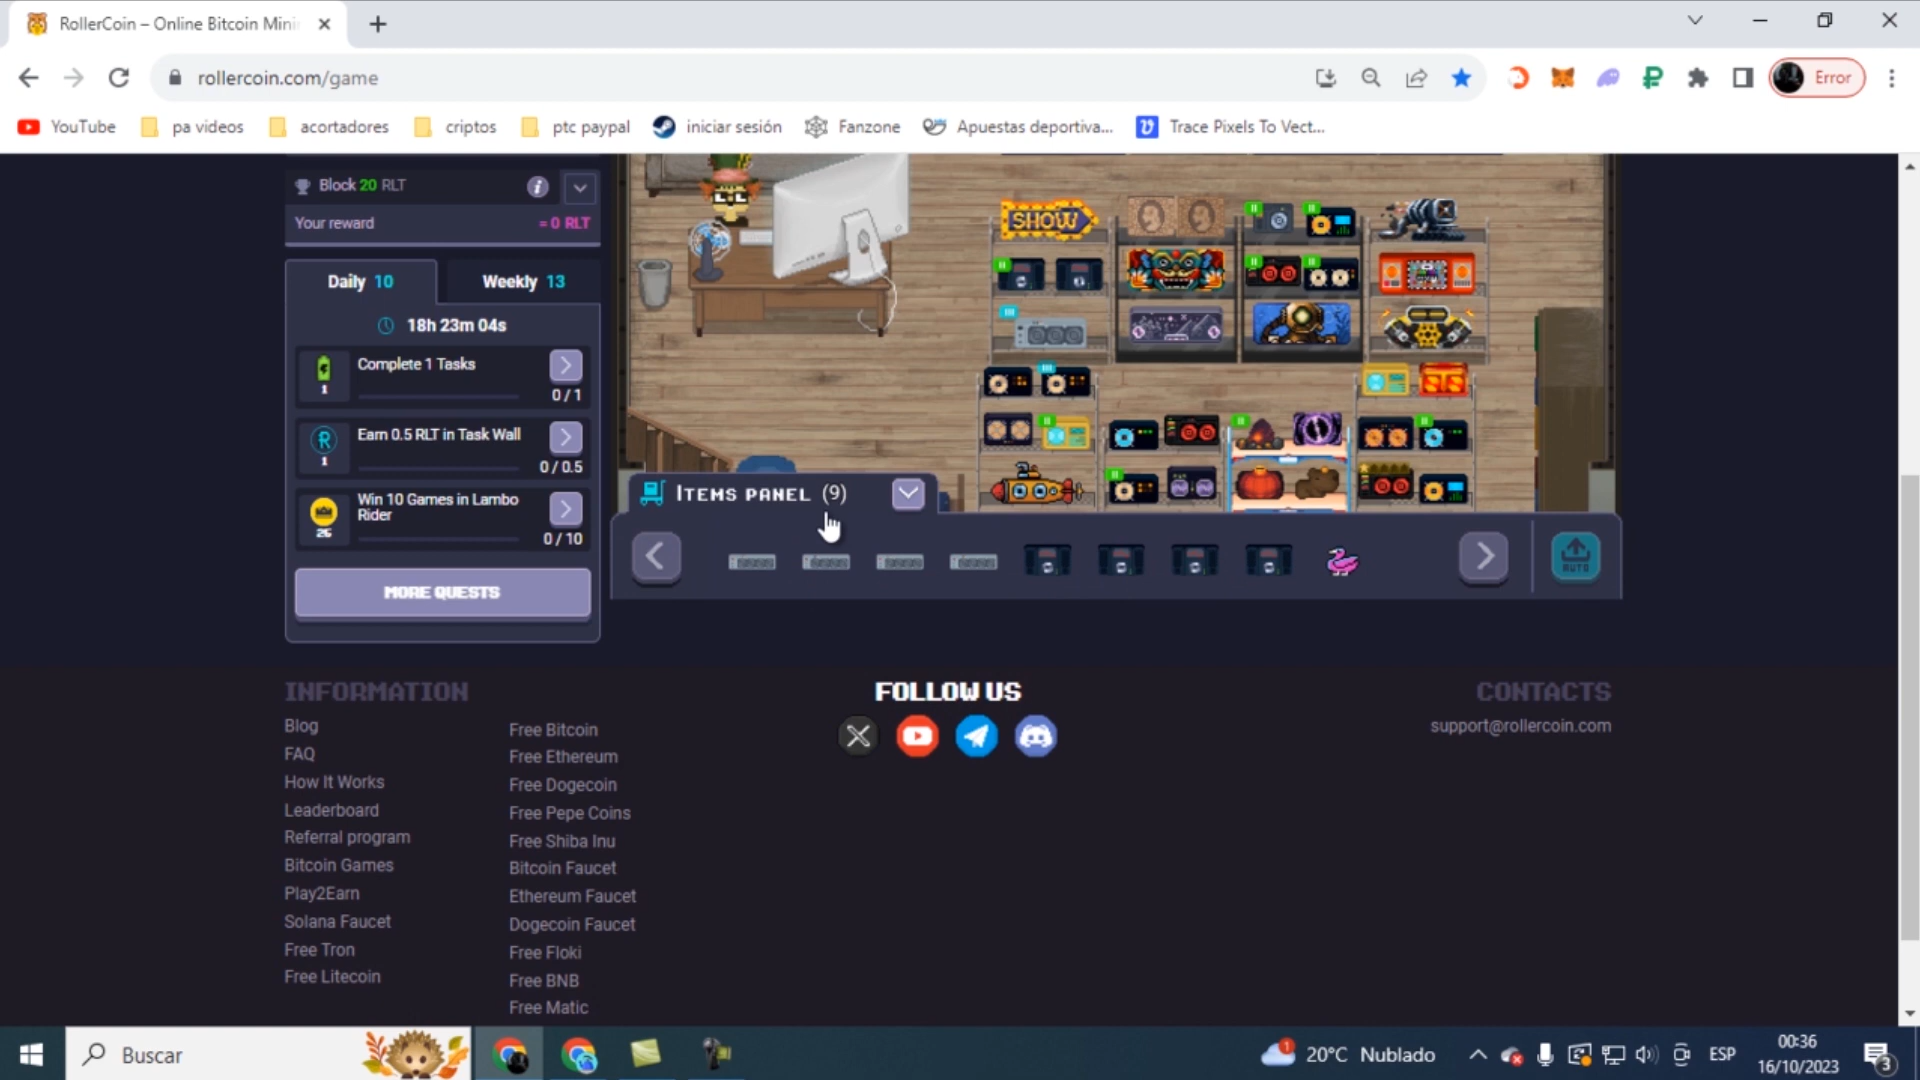 RollerCoin – Online Bitcoin Mini
rollercoin.com/game
Error
YouTube
pa videos
acortadores
criptos
ptc paypal
iniciar sesión
Fanzone
Apuestas deportiva...
Trace Pixels To Vect...
Block 20 RLT
Your reward
= 0 RLT
Daily 10
Weekly 13
18h 23m 04s
Complete 1 Tasks
1
0 / 1
Earn 0.5 RLT in Task Wall
1
0 / 0.5
Win 10 Games in Lambo
Rider
25
0 / 10
MORE QUESTS
SHOW
ITEMS PANEL (9)
AUTO
INFORMATION
Blog
FAQ
How It Works
Leaderboard
Referral program
Bitcoin Games
Play2Earn
Solana Faucet
Free Tron
Free Litecoin
Free Bitcoin
Free Ethereum
Free Dogecoin
Free Pepe Coins
Free Shiba Inu
Bitcoin Faucet
Ethereum Faucet
Dogecoin Faucet
Free Floki
Free BNB
Free Matic
FOLLOW US
CONTACTS
support@rollercoin.com
Buscar
1
20°C Nublado
ESP
00:36
16/10/2023
3